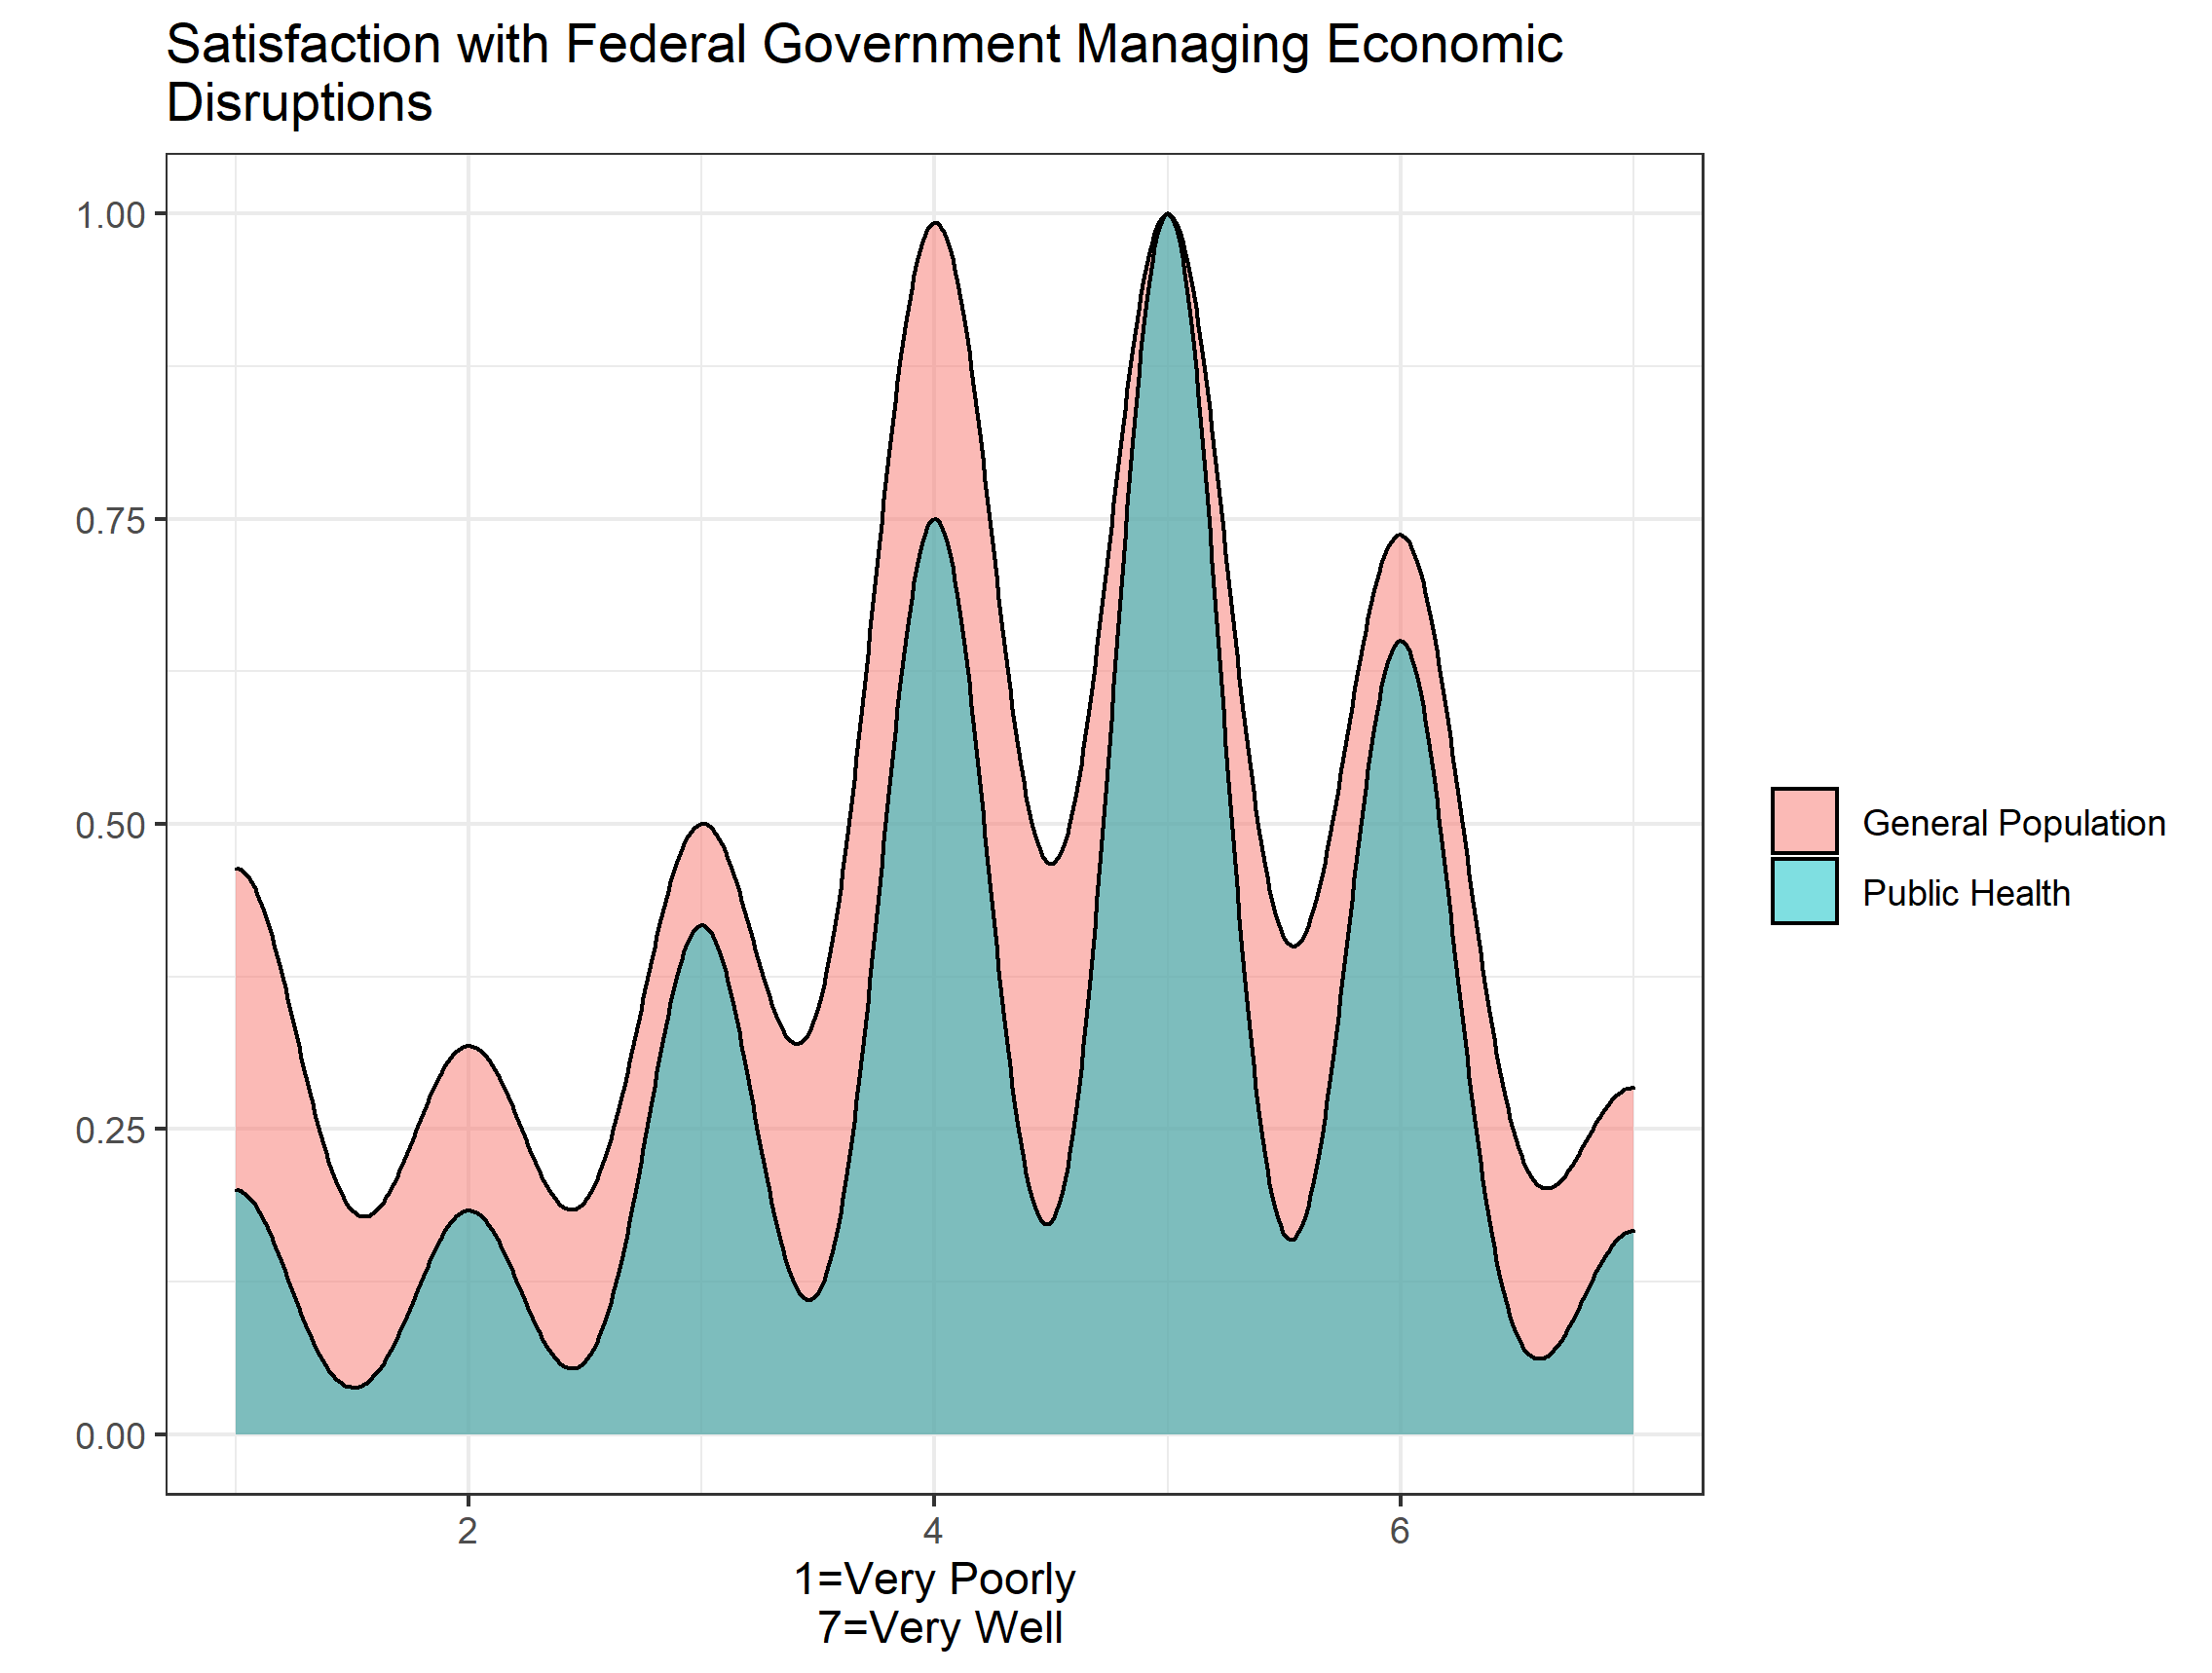 Satisfaction with Federal Government Managing Economic
Disruptions
1.00
0.75
0.50
0.25
0.00
2 4 6
1=Very Poorly
7=Very Well
General Population
Public Health